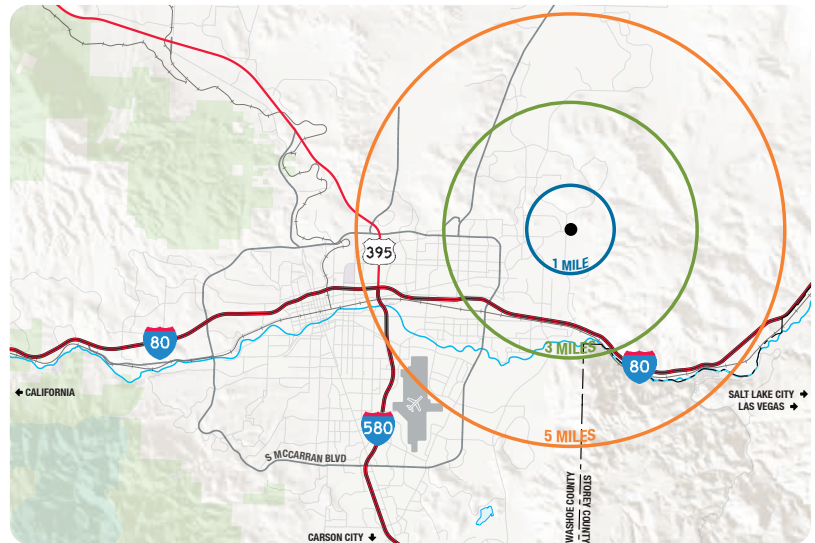 395
1 MILE
80
3 MILES
80
CALIFORNIA
SALT LAKE CITY
LAS VEGAS
580
5 MILES
S MCCARRAN BLVD
WASHOE COUNTY
STOREY COUNTY
CARSON CITY